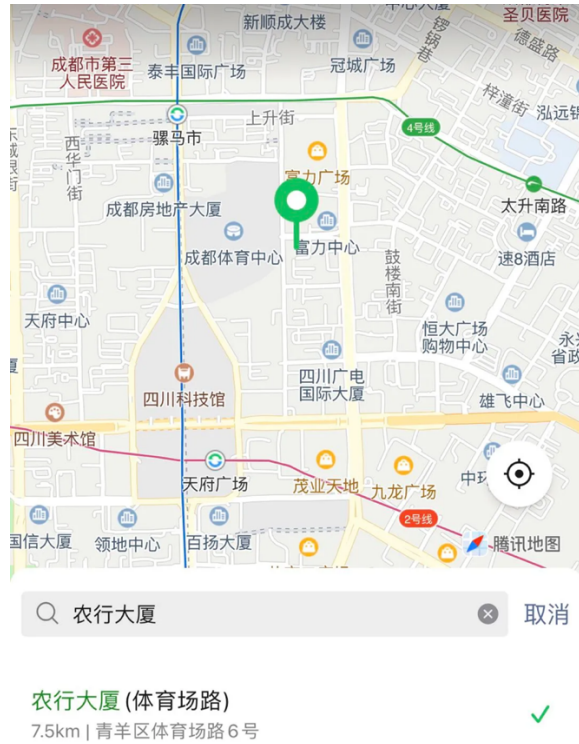 圣贝医院
新顺成大楼
锣锅巷
德盛路
成都市第三
人民医院
泰丰国际广场
冠城广场
梓潼街
泓远
上升街
4号线
骡马市
西华门街
富力广场
太升南路
成都房地产大厦
成都体育中心
富力中心
速8酒店
鼓楼南街
天府中心
恒大广场
购物中心
永
省政
四川广电
国际大厦
四川科技馆
雄飞中心
四川美术馆
天府广场
茂业天地
九龙广场
中环
2号线
国信大厦
领地中心
百扬大厦
腾讯地图
农行大厦
取消
农行大厦 (体育场路)
7.5km | 青羊区体育场路6号